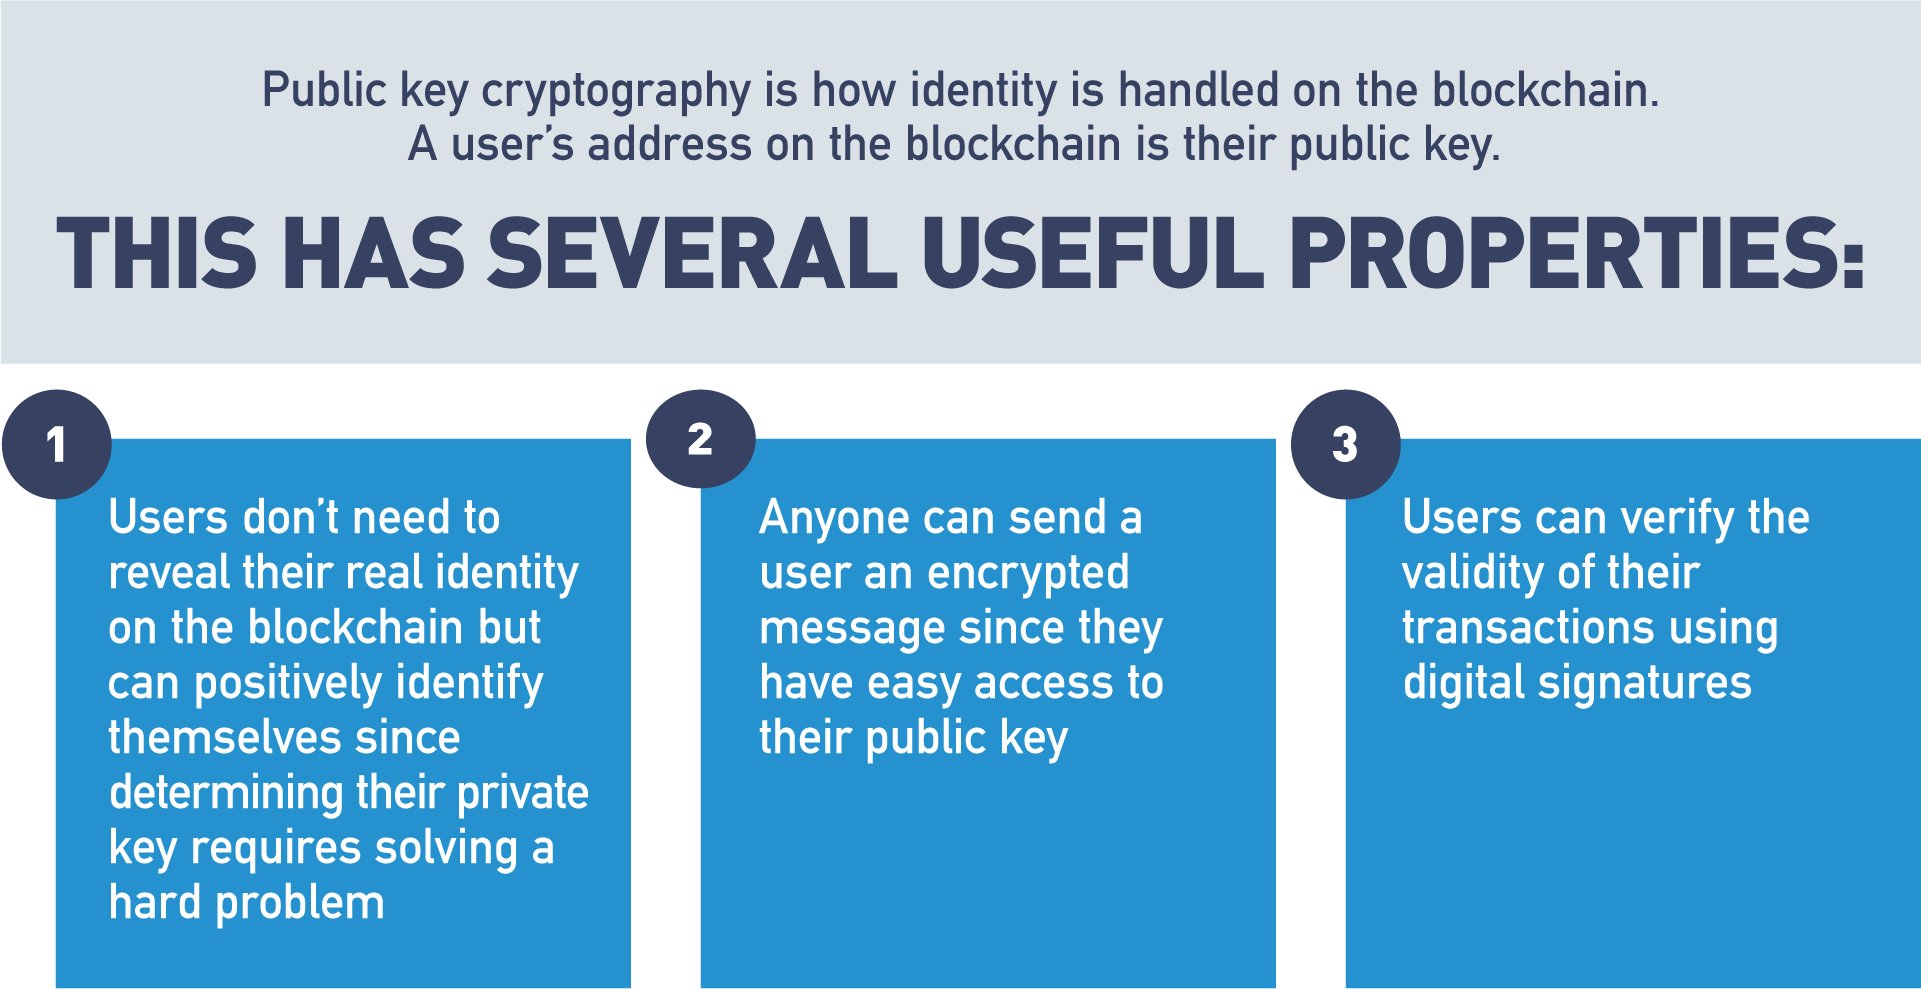 Public key cryptography is how identity is handled on the blockchain.
A user’s address on the blockchain is their public key.
THIS HAS SEVERAL USEFUL PROPERTIES:
1
Users don’t need to
reveal their real identity
on the blockchain but
can positively identify
themselves since
determining their private
key requires solving a
hard problem
2
Anyone can send a
user an encrypted
message since they
have easy access to
their public key
3
Users can verify the
validity of their
transactions using
digital signatures